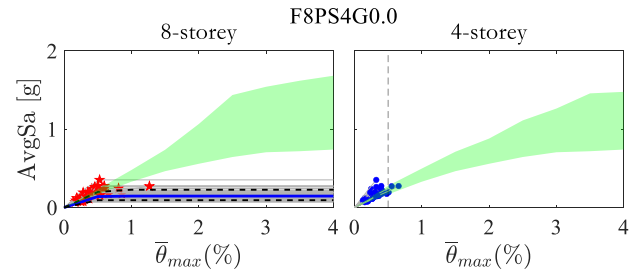 F8PS4G0.0
8-storey
4-storey
AvgSa [g]
2
1
0
0 1 2 3 4
0 1 2 3 4
θ̅max(%)
θ̅max(%)